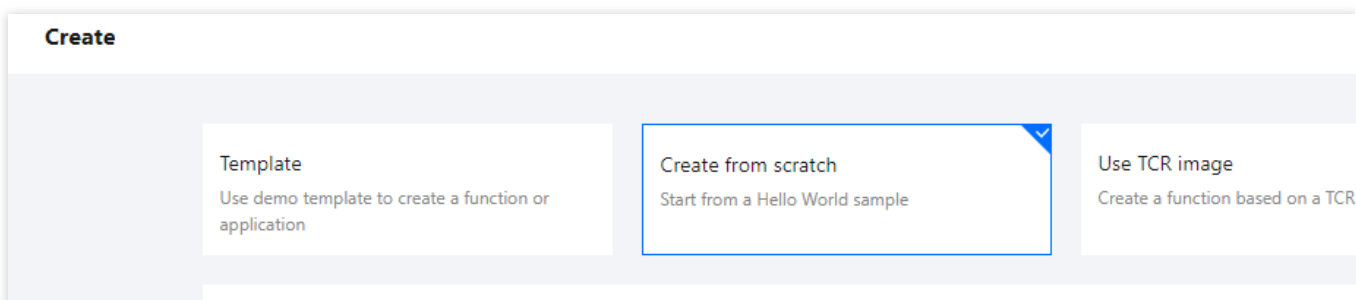 Create
Template
Use demo template to create a function or
application
Create from scratch
Start from a Hello World sample
Use TCR image
Create a function based on a TCR